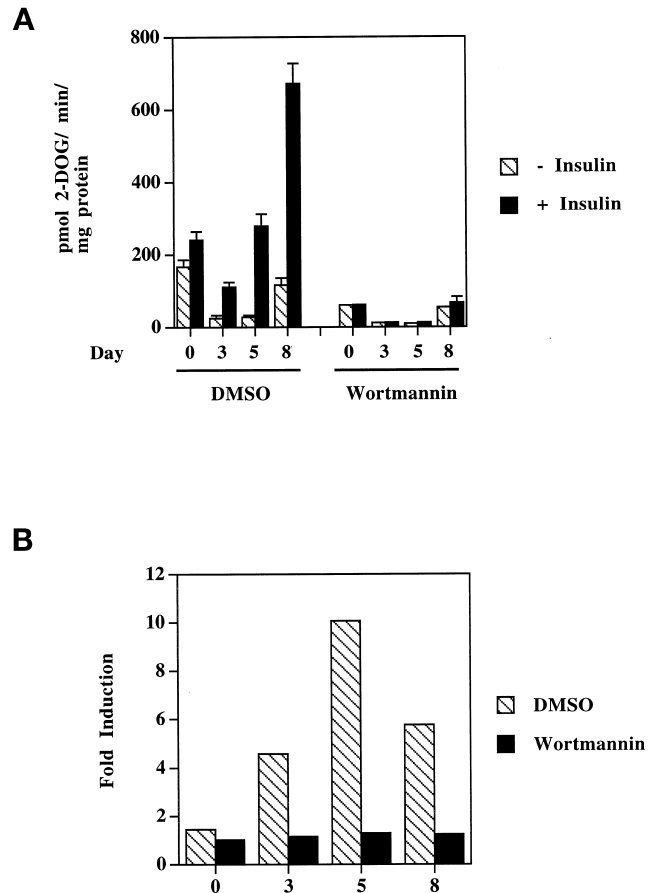 A
pmol 2-DOG/ min/
mg protein
800
600
400
200
0
- Insulin
+ Insulin
Day 0 3 5 8 0 3 5 8
DMSO Wortmannin
B
Fold Induction
12
10
8
6
4
2
0
DMSO
Wortmannin
0 3 5 8